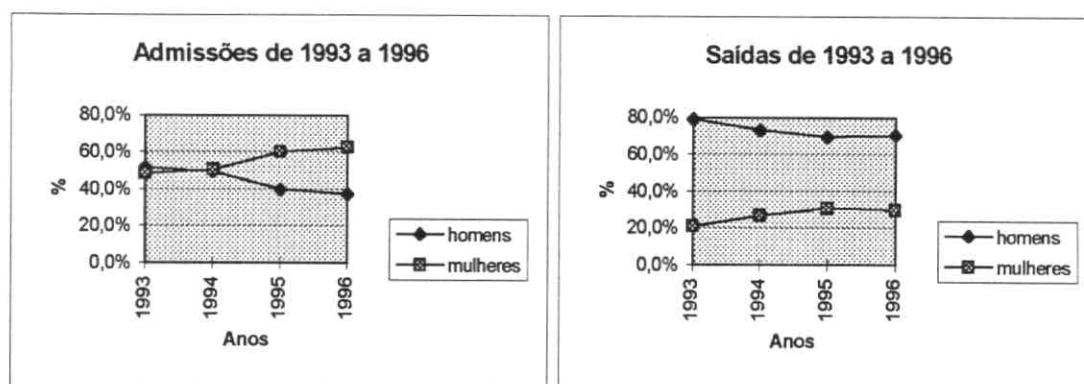 Admissões de 1993 a 1996
80,0%
60,0%
40,0%
20,0%
0,0%
%
1993
1994
1995
1996
Anos
homens
mulheres
Saídas de 1993 a 1996
80,0%
60,0%
40,0%
20,0%
0,0%
%
1993
1994
1995
1996
Anos
homens
mulheres